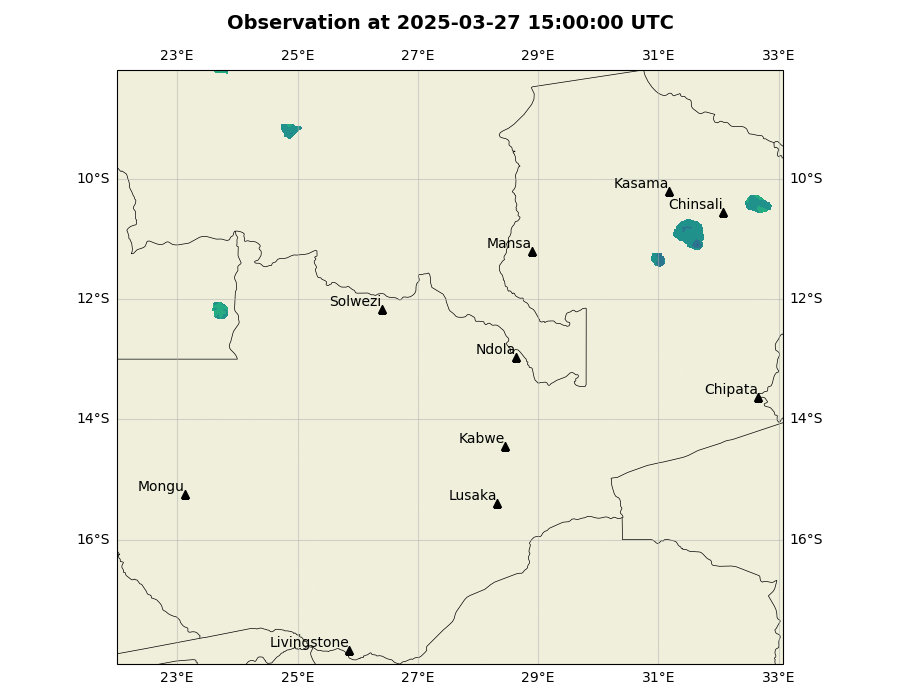 Observation at 2025-03-27 15:00:00 UTC
23°E 25°E 27°E 29°E 31°E 33°E
10°S 10°S
Kasama
Chinsali
Mansa
12°S 12°S
Solwezi
Ndola
Chipata
14°S 14°S
Kabwe
Mongu
Lusaka
16°S 16°S
Livingstone
23°E 25°E 27°E 29°E 31°E 33°E